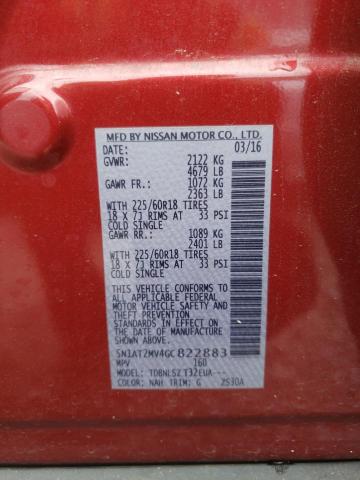 MFD BY NISSAN MOTOR CO., LTD.
DATE: 03/16
GVWR: 2122 KG
4679 LB
GAWR FR.: 1072 KG
2363 LB
WITH 225/60R18 TIRES
18 X 7J RIMS AT 33 PSI
COLD SINGLE
GAWR RR.: 1089 KG
2401 LB
WITH 225/60R18 TIRES
18 X 7J RIMS AT 33 PSI
COLD SINGLE
THIS VEHICLE CONFORMS TO ALL
APPLICABLE FEDERAL MOTOR
VEHICLE SAFETY AND THEFT
PREVENTION STANDARDS IN
EFFECT ON THE DATE OF
MANUFACTURE SHOWN ABOVE.
5N1AT2MV4GC822883
MPV 160
MODEL: TDBNLSZ T32EUA---
COLOR: NAH TRIM: G 2S30A